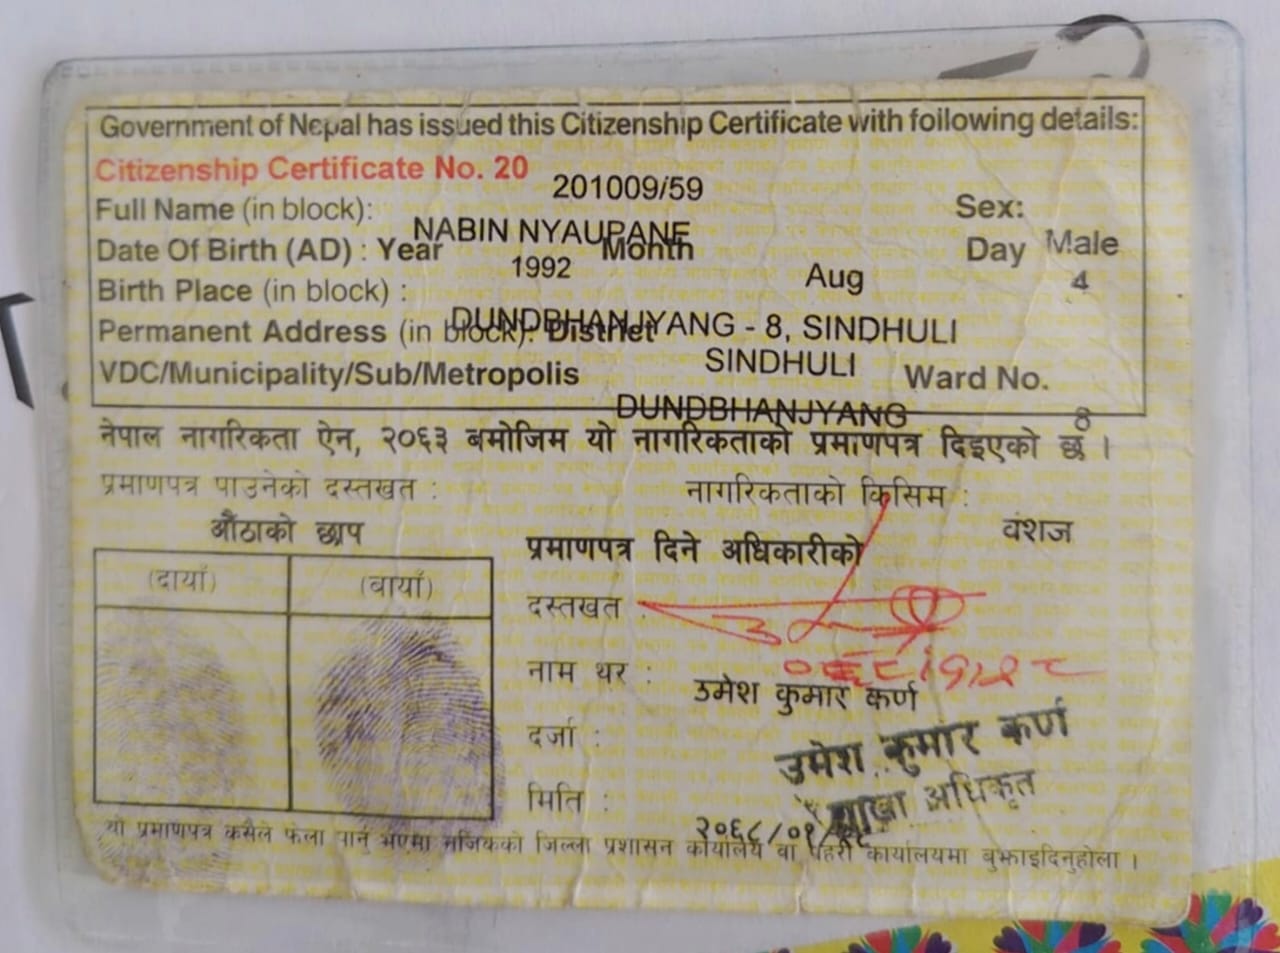 Government of Nepal has issued this Citizenship Certificate with following details:
Citizenship Certificate No. 20 201009/59
Full Name (in block): NABIN NYAUPANE Sex: Male
Date Of Birth (AD) : Year 1992 Month Aug Day 4
Birth Place (in block) : DUNDBHANJYANG - 8, SINDHULI
Permanent Address (in block): District SINDHULI
VDC/Municipality/Sub/Metropolis DUNDBHANJYANG Ward No. 8
नेपाल नागरिकता ऐन, २०६३ बमोजिम यो नागरिकताको प्रमाणपत्र दिइएको छ ।
प्रमाणपत्र पाउनेको दस्तखत : नागरिकताको किसिम : वंशज
औंठाको छाप प्रमाणपत्र दिने अधिकारीको
(दायाँ) (बायाँ)
दस्तखत :
नाम थर : उमेश कुमार कर्ण
दर्जा : उमेश कुमार कर्ण
शाखा अधिकृत
मिति : २०६८/०१/
यो प्रमाणपत्र कसैले फेला पार्नु भएमा नजिकको जिल्ला प्रशासन कार्यालय वा प्रहरी कार्यालयमा बुझाइदिनुहोला ।